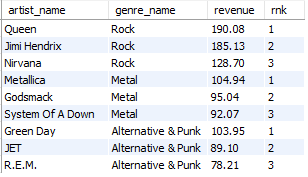 artist_name genre_name revenue rnk
Queen Rock 190.08 1
Jimi Hendrix Rock 185.13 2
Nirvana Rock 128.70 3
Metallica Metal 104.94 1
Godsmack Metal 95.04 2
System Of A Down Metal 92.07 3
Green Day Alternative & Punk 103.95 1
JET Alternative & Punk 89.10 2
R.E.M. Alternative & Punk 78.21 3